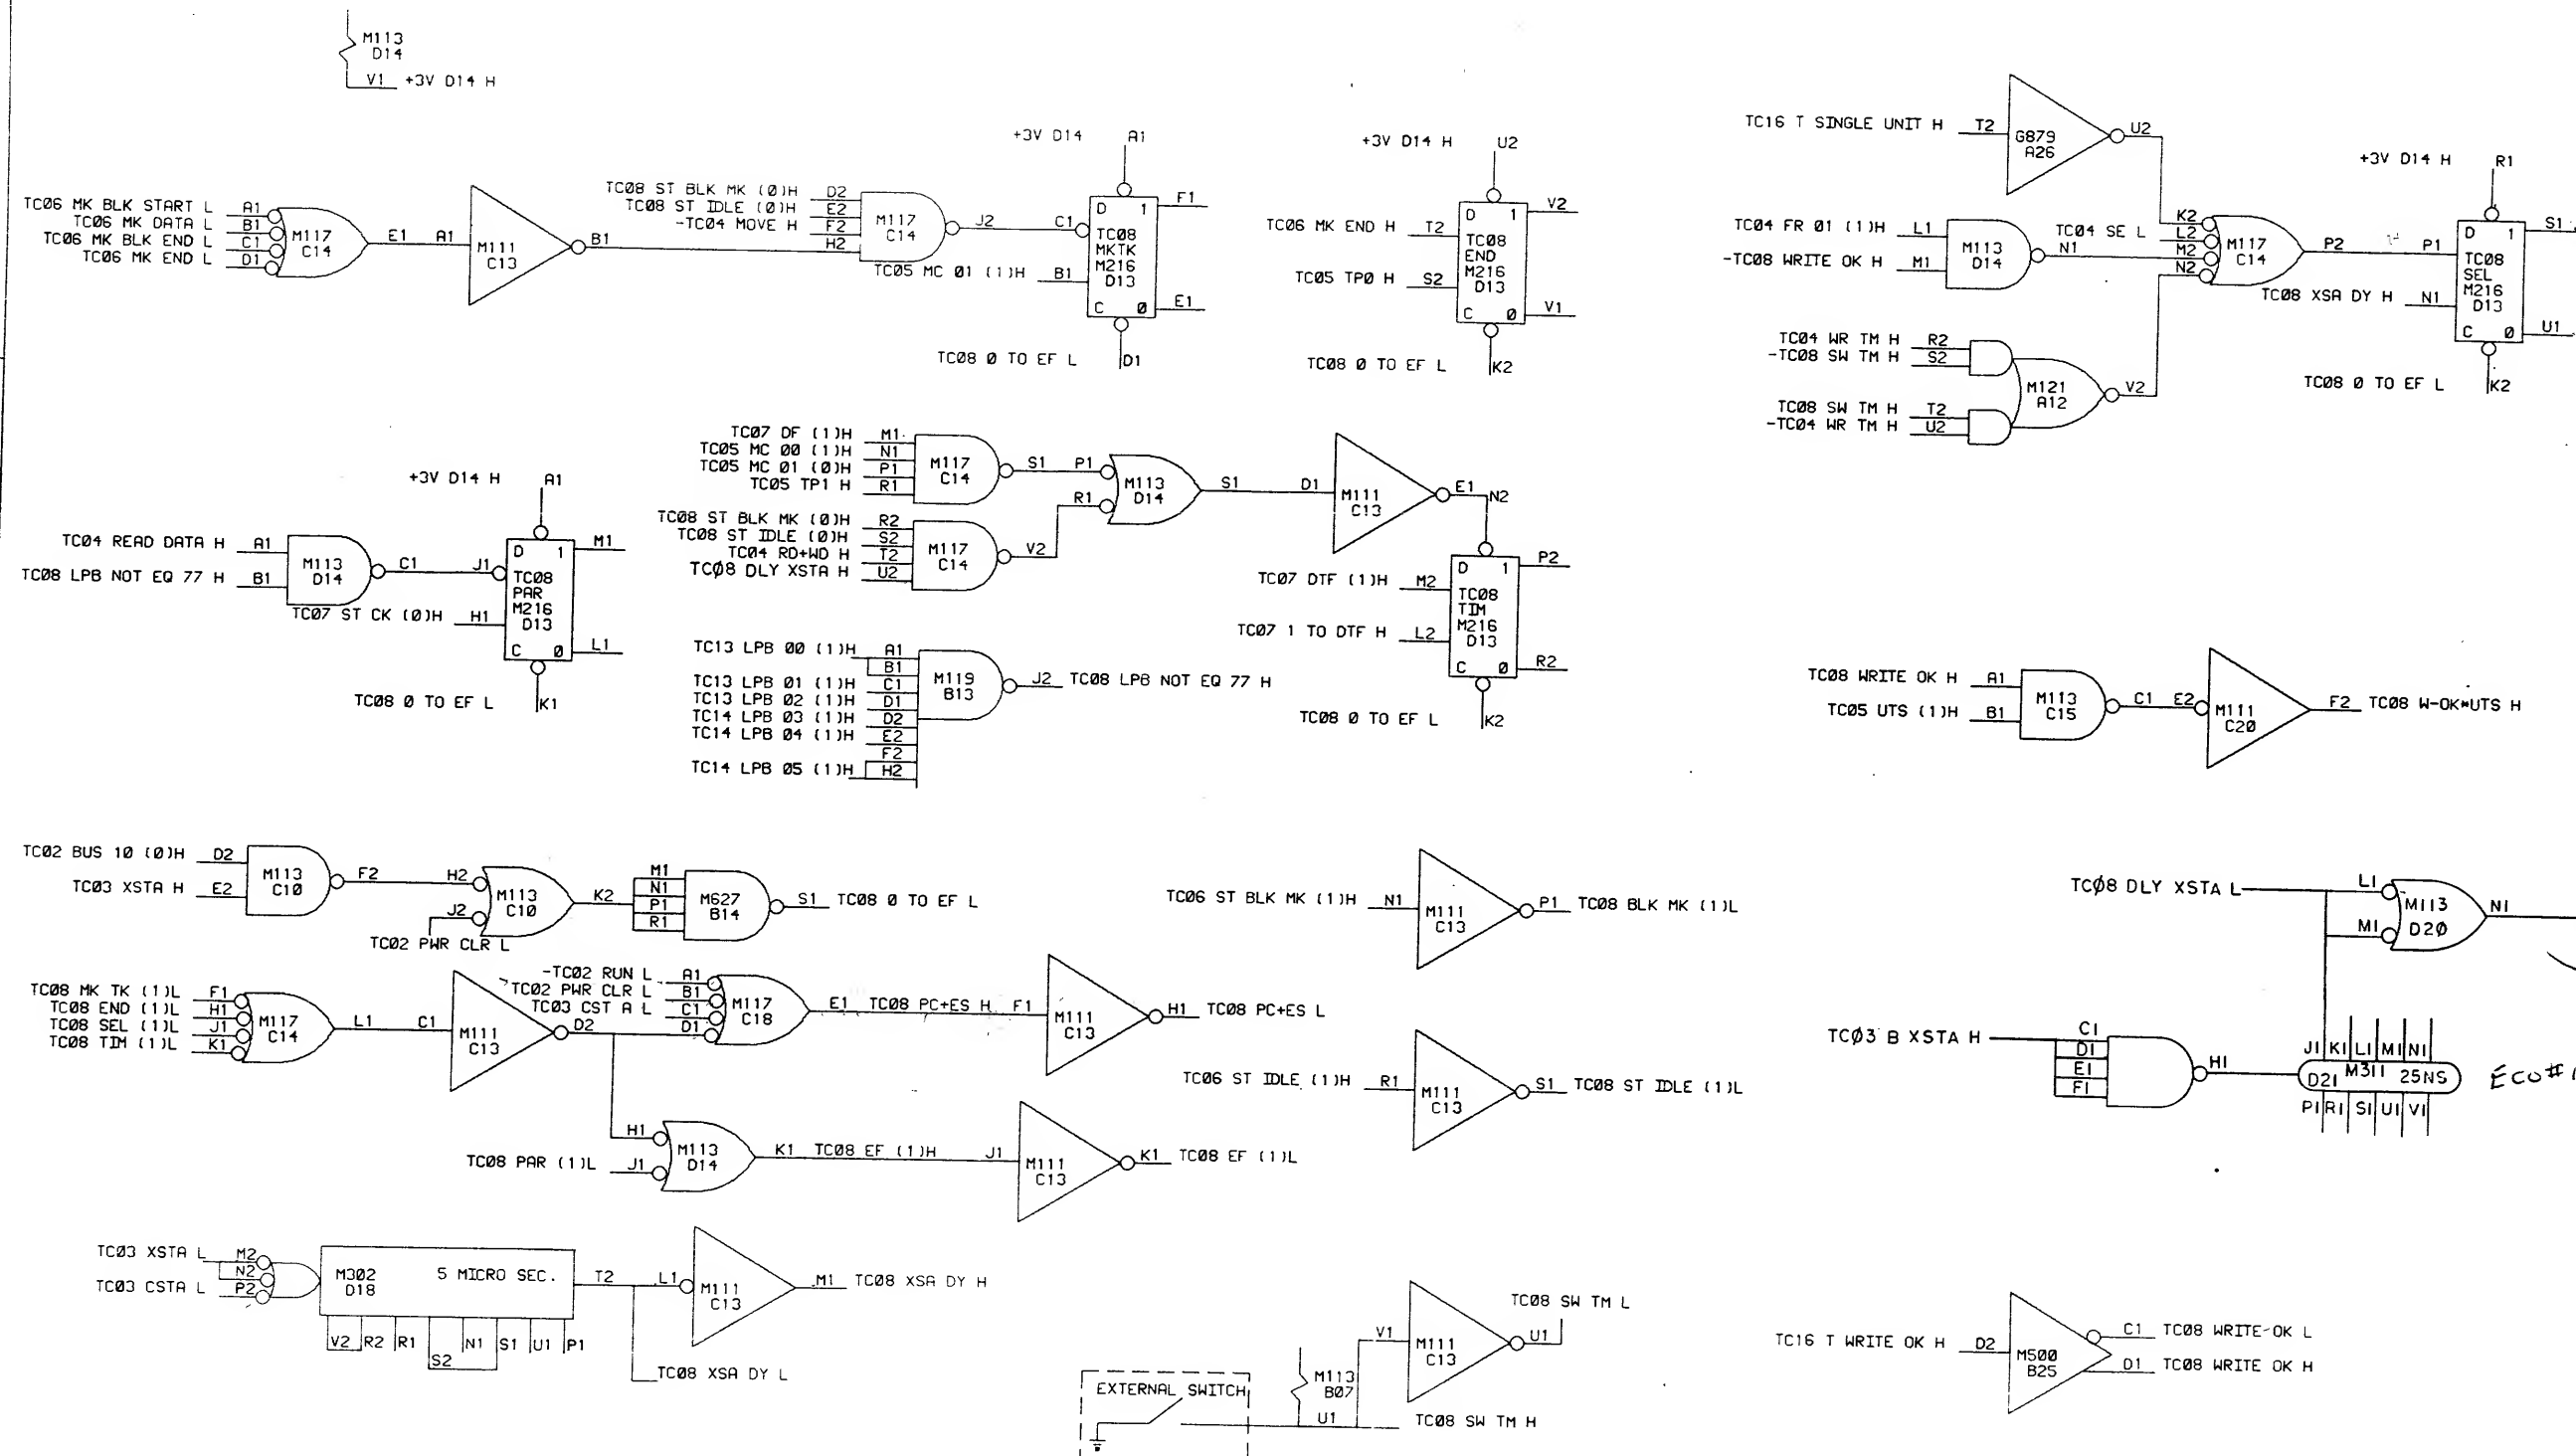 M113
D14
V1 +3V D14 H
TC06 MK BLK START L A1
TC06 MK DATA L B1
TC06 MK BLK END L C1
TC06 MK END L D1
M117
C14
E1 A1
M111
C13
B1
TC08 ST BLK MK (0)H D2
TC08 ST IDLE (0)H E2
-TC04 MOVE H F2
H2
M117
C14
J2 C1
TC05 MC 01 (1)H B1
+3V D14 A1
D 1 F1
TC08
MKTK
M216
D13
C 0 E1
TC08 0 TO EF L D1
+3V D14 H U2
TC06 MK END H T2
TC05 TP0 H S2
D 1 V2
TC08
END
M216
D13
C 0 V1
TC08 0 TO EF L K2
TC16 T SINGLE UNIT H T2
G879
A26
U2
TC04 FR 01 (1)H L1
-TC08 WRITE OK H M1
M113
D14
N1
TC04 SE L
K2
L2
M2
N2
M117
C14
P2 P1
TC08 XSA DY H N1
+3V D14 H R1
D 1 S1
TC08
SEL
M216
D13
C 0 U1
TC08 0 TO EF L K2
TC04 WR TM H R2
-TC08 SW TM H S2
TC08 SW TM H T2
-TC04 WR TM H U2
M121
A12
V2
+3V D14 H A1
TC04 READ DATA H A1
TC08 LPB NOT EQ 77 H B1
M113
D14
C1 J1
TC07 ST CK (0)H H1
D 1 M1
TC08
PAR
M216
D13
C 0 L1
TC08 0 TO EF L K1
TC07 DF (1)H M1
TC05 MC 00 (1)H N1
TC05 MC 01 (0)H P1
TC05 TP1 H R1
M117
C14
S1 P1
TC08 ST BLK MK (0)H R2
TC08 ST IDLE (0)H S2
TC04 RD+WD H T2
TCØ8 DLY XSTA H U2
M117
C14
V2 R1
M113
D14
S1 D1
M111
C13
E1 N2
TC07 DTF (1)H M2
TC07 1 TO DTF H L2
D 1 P2
TC08
TIM
M216
D13
C 0 R2
TC08 0 TO EF L K2
TC13 LPB 00 (1)H A1
B1
TC13 LPB 01 (1)H C1
TC13 LPB 02 (1)H D1
TC14 LPB 03 (1)H D2
TC14 LPB 04 (1)H E2
F2
TC14 LPB 05 (1)H H2
M119
B13
J2 TC08 LPB NOT EQ 77 H
TC08 WRITE OK H A1
TC05 UTS (1)H B1
M113
C15
C1 E2
M111
C20
F2 TC08 W-OK*UTS H
TC02 BUS 10 (0)H D2
TC03 XSTA H E2
M113
C10
F2 H2
J2
TC02 PWR CLR L
M113
C10
K2
M1
N1
P1
R1
M627
B14
S1 TC08 0 TO EF L
TC06 ST BLK MK (1)H N1
M111
C13
P1 TC08 BLK MK (1)L
TC08 MK TK (1)L F1
TC08 END (1)L H1
TC08 SEL (1)L J1
TC08 TIM (1)L K1
M117
C14
L1 C1
M111
C13
D2
-TC02 RUN L A1
TC02 PWR CLR L B1
TC03 CST A L C1
D1
M117
C18
E1 TC08 PC+ES H F1
M111
C13
H1 TC08 PC+ES L
TC06 ST IDLE (1)H R1
M111
C13
S1 TC08 ST IDLE (1)L
H1
TC08 PAR (1)L J1
M113
D14
K1 TC08 EF (1)H J1
M111
C13
K1 TC08 EF (1)L
TCØ8 DLY XSTA L L1
M1
M113
D2Ø
N1
TCØ3 B XSTA H C1
D1
E1
F1
H1
J1 K1 L1 M1 N1
D21 M311 25NS
P1 R1 S1 U1 V1
ECO#
TC03 XSTA L M2
N2
TC03 CSTA L P2
M302
D18
5 MICRO SEC.
V2 R2 R1 S2 N1 S1 U1 P1
T2 L1
M111
C13
M1 TC08 XSA DY H
TC08 XSA DY L
EXTERNAL SWITCH
M113
B07
U1
V1
M111
C13
U1
TC08 SW TM L
TC08 SW TM H
TC16 T WRITE OK H D2
M500
B25
C1 TC08 WRITE OK L
D1 TC08 WRITE OK H